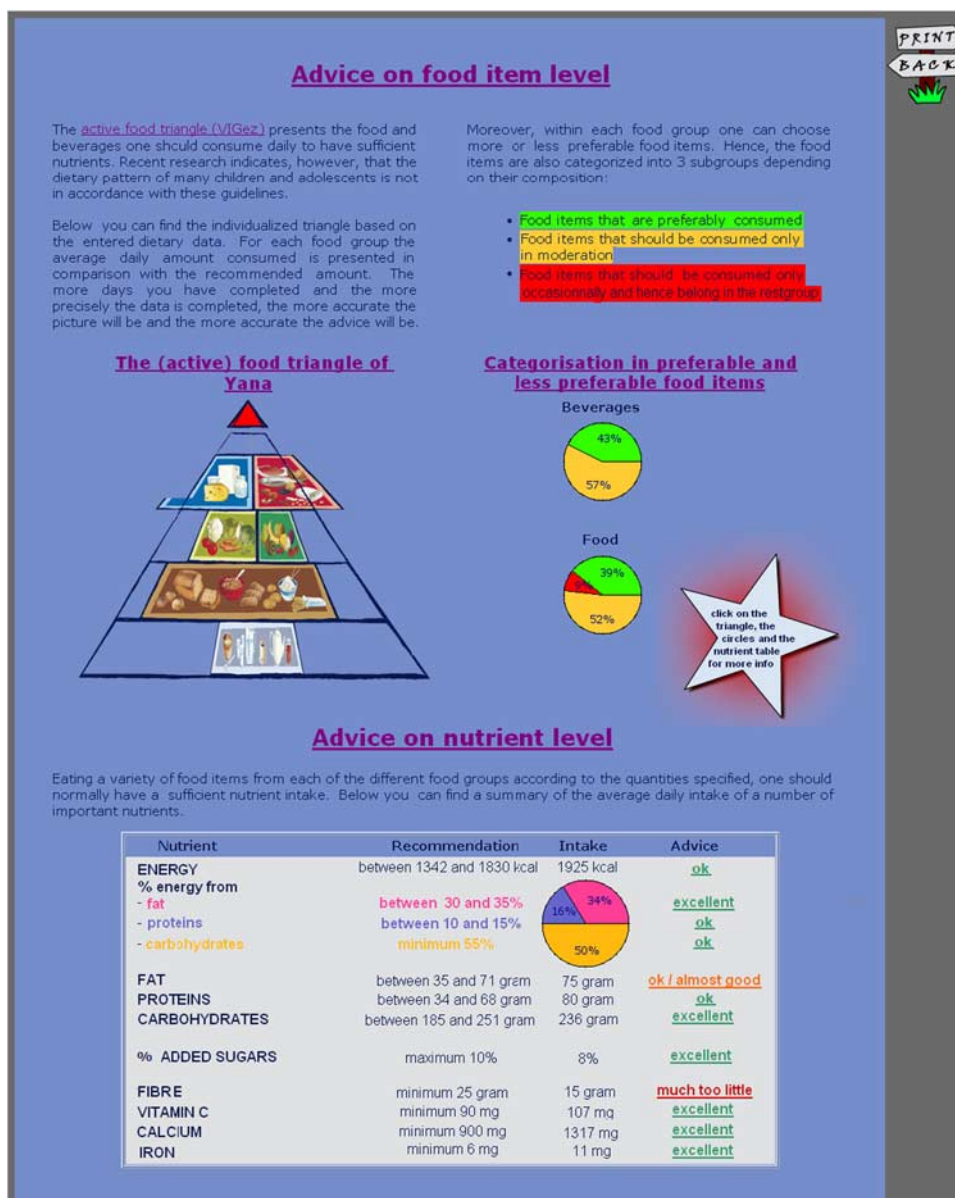 PRINT
BACK
Advice on food item level
The active food triangle (VIGez) presents the food and
beverages one should consume daily to have sufficient
nutrients. Recent research indicates, however, that the
dietary pattern of many children and adolescents is not
in accordance with these guidelines.
Below you can find the individualized triangle based on
the entered dietary data. For each food group the
average daily amount consumed is presented in
comparison with the recommended amount. The
more days you have completed and the more
precisely the data is completed, the more accurate the
picture will be and the more accurate the advice will be.
Moreover, within each food group one can choose
more or less preferable food items. Hence, the food
items are also categorized into 3 subgroups depending
on their composition:
• Food items that are preferably consumed
• Food items that should be consumed only
in moderation
• Food items that should be consumed only
occasionnally and hence belong in the restgroup
The (active) food triangle of
Yana
Categorisation in preferable and
less preferable food items
Beverages
43%
57%
Food
39%
9%
52%
click on the
triangle, the
circles and the
nutrient table
for more info
Advice on nutrient level
Eating a variety of food items from each of the different food groups according to the quantities specified, one should
normally have a sufficient nutrient intake. Below you can find a summary of the average daily intake of a number of
important nutrients.
Nutrient Recommendation Intake Advice
ENERGY between 1342 and 1830 kcal 1925 kcal ok
% energy from
- fat between 30 and 35% 34% excellent
- proteins between 10 and 15% 16% ok
- carbohydrates minimum 55% 50% ok
FAT between 35 and 71 gram 75 gram ok / almost good
PROTEINS between 34 and 68 gram 80 gram ok
CARBOHYDRATES between 185 and 251 gram 236 gram excellent
% ADDED SUGARS maximum 10% 8% excellent
FIBRE minimum 25 gram 15 gram much too little
VITAMIN C minimum 90 mg 107 mg excellent
CALCIUM minimum 900 mg 1317 mg excellent
IRON minimum 6 mg 11 mg excellent